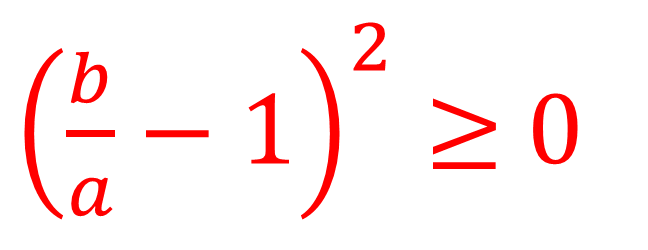 (b/a − 1)² ≥ 0